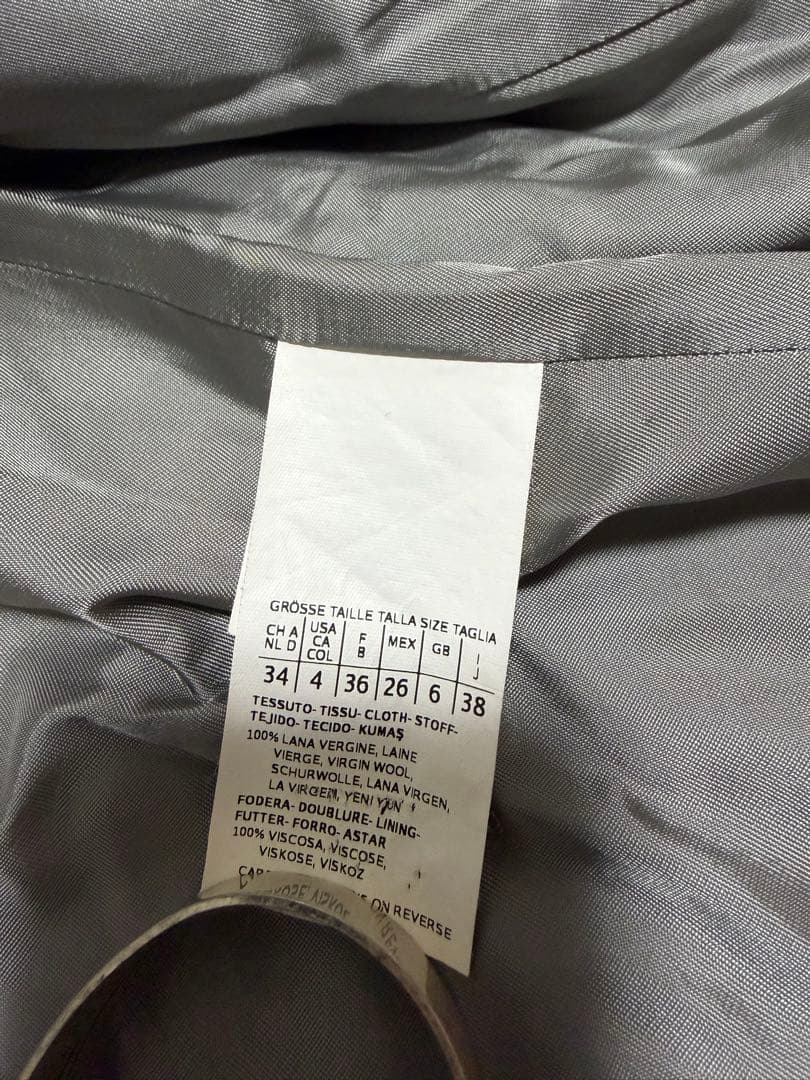 GRÖSSE TAILLE TALLA SIZE TAGLIA
CH A NL D USA CA COL F B MEX GB I J
34 4 36 26 6 38
TESSUTO- TISSU- CLOTH- STOFF-
TEJIDO- TECIDO- KUMAŞ
100% LANA VERGINE, LAINE
VIERGE, VIRGIN WOOL,
SCHURWOLLE, LANA VIRGEN,
LA VIRGEM, YENI YÜN
FODERA- DOUBLURE- LINING-
FUTTER- FORRO- ASTAR
100% VISCOSA, VISCOSE,
VISKOSE, VISKOZ
ON REVERSE